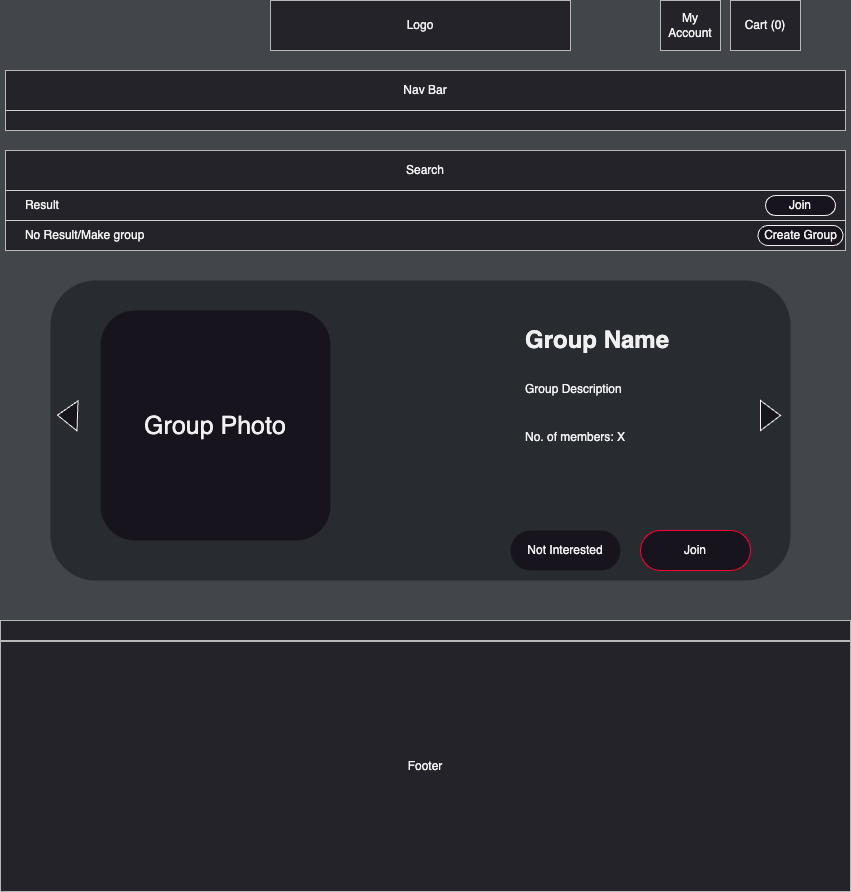 Logo
My
Account
Cart (0)
Nav Bar
Search
Result
Join
No Result/Make group
Create Group
Group Photo
Group Name
Group Description
No. of members: X
Not Interested
Join
Footer